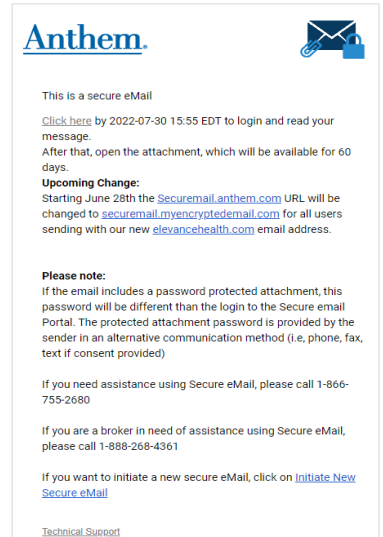 Anthem.
This is a secure eMail
Click here by 2022-07-30 15:55 EDT to login and read your
message.
After that, open the attachment, which will be available for 60
days.
Upcoming Change:
Starting June 28th the Securemail.anthem.com URL will be
changed to securemail.myencryptedemail.com for all users
sending with our new elevancehealth.com email address.
Please note:
If the email includes a password protected attachment, this
password will be different than the login to the Secure email
Portal. The protected attachment password is provided by the
sender in an alternative communication method (i.e, phone, fax,
text if consent provided)
If you need assistance using Secure eMail, please call 1-866-
755-2680
If you are a broker in need of assistance using Secure eMail,
please call 1-888-268-4361
If you want to initiate a new secure eMail, click on Initiate New
Secure eMail
Technical Support